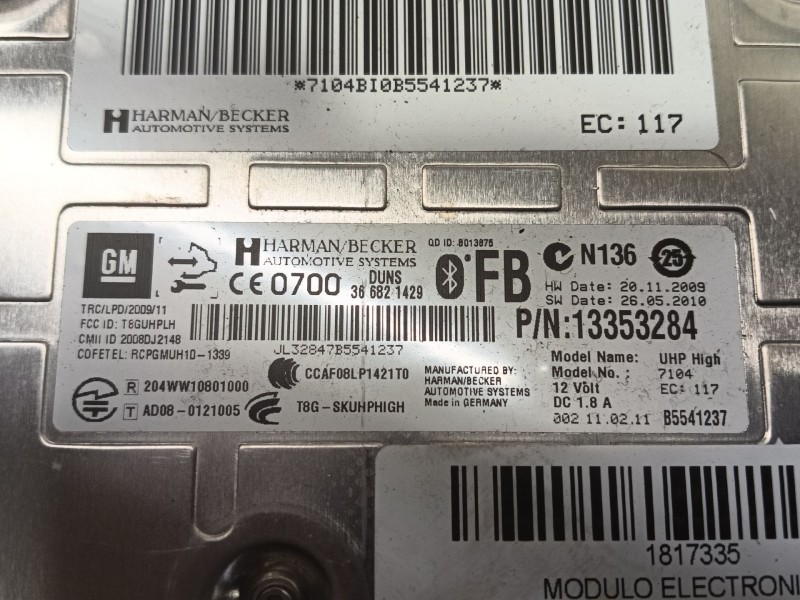 *7104BI0B5541237*
HARMAN/BECKER
AUTOMOTIVE SYSTEMS
EC: 117
GM
HARMAN/BECKER
AUTOMOTIVE SYSTEMS
CE 0700
DUNS
36 682 1429
QD ID: B013875
FB
N136
25
HW Date: 20.11.2009
SW Date: 26.05.2010
P/N:13353284
TRC/LPD/2009/11
FCC ID: T8GUHPLH
CMII ID 2008DJ2148
COFETEL: RCPGMUH10-1339
JL32847B5541237
R 204WW10801000
T AD08-0121005
CCAF08LP1421T0
T8G-SKUHPHIGH
MANUFACTURED BY:
HARMAN/BECKER
AUTOMOTIVE SYSTEMS
Made in GERMANY
Model Name: UHP High
Model No.: 7104
12 Volt EC: 117
DC 1.8 A
002 11.02.11 B5541237
1817335
MODULO ELECTRONI